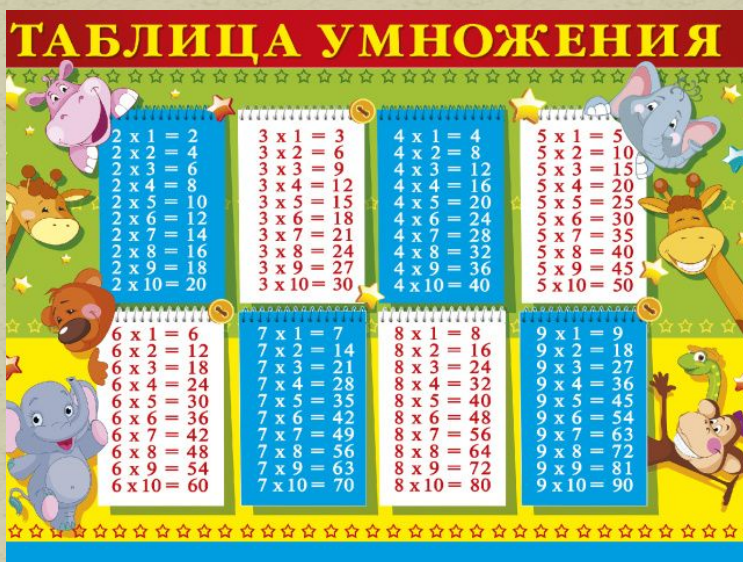 ТАБЛИЦА УМНОЖЕНИЯ
2 x 1 = 2
2 x 2 = 4
2 x 3 = 6
2 x 4 = 8
2 x 5 = 10
2 x 6 = 12
2 x 7 = 14
2 x 8 = 16
2 x 9 = 18
2 x 10 = 20
3 x 1 = 3
3 x 2 = 6
3 x 3 = 9
3 x 4 = 12
3 x 5 = 15
3 x 6 = 18
3 x 7 = 21
3 x 8 = 24
3 x 9 = 27
3 x 10 = 30
4 x 1 = 4
4 x 2 = 8
4 x 3 = 12
4 x 4 = 16
4 x 5 = 20
4 x 6 = 24
4 x 7 = 28
4 x 8 = 32
4 x 9 = 36
4 x 10 = 40
5 x 1 = 5
5 x 2 = 10
5 x 3 = 15
5 x 4 = 20
5 x 5 = 25
5 x 6 = 30
5 x 7 = 35
5 x 8 = 40
5 x 9 = 45
5 x 10 = 50
6 x 1 = 6
6 x 2 = 12
6 x 3 = 18
6 x 4 = 24
6 x 5 = 30
6 x 6 = 36
6 x 7 = 42
6 x 8 = 48
6 x 9 = 54
6 x 10 = 60
7 x 1 = 7
7 x 2 = 14
7 x 3 = 21
7 x 4 = 28
7 x 5 = 35
7 x 6 = 42
7 x 7 = 49
7 x 8 = 56
7 x 9 = 63
7 x 10 = 70
8 x 1 = 8
8 x 2 = 16
8 x 3 = 24
8 x 4 = 32
8 x 5 = 40
8 x 6 = 48
8 x 7 = 56
8 x 8 = 64
8 x 9 = 72
8 x 10 = 80
9 x 1 = 9
9 x 2 = 18
9 x 3 = 27
9 x 4 = 36
9 x 5 = 45
9 x 6 = 54
9 x 7 = 63
9 x 8 = 72
9 x 9 = 81
9 x 10 = 90